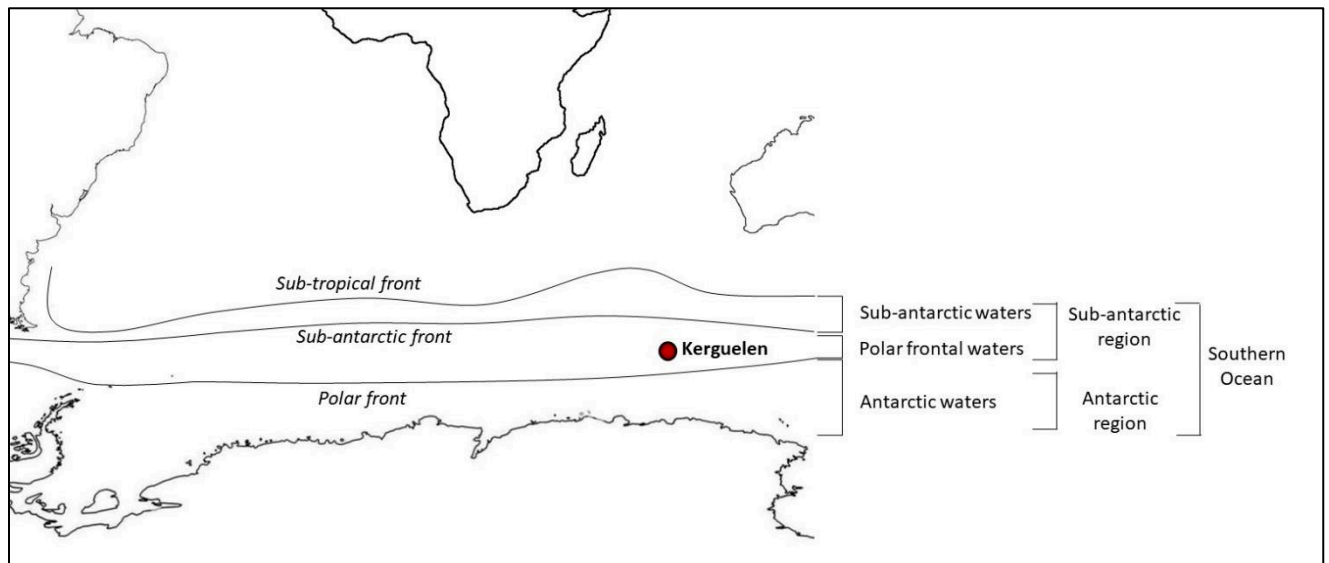 Sub-tropical front
Sub-antarctic front
Kerguelen
Polar front
Sub-antarctic waters
Polar frontal waters
Antarctic waters
Sub-antarctic
region
Antarctic
region
Southern
Ocean